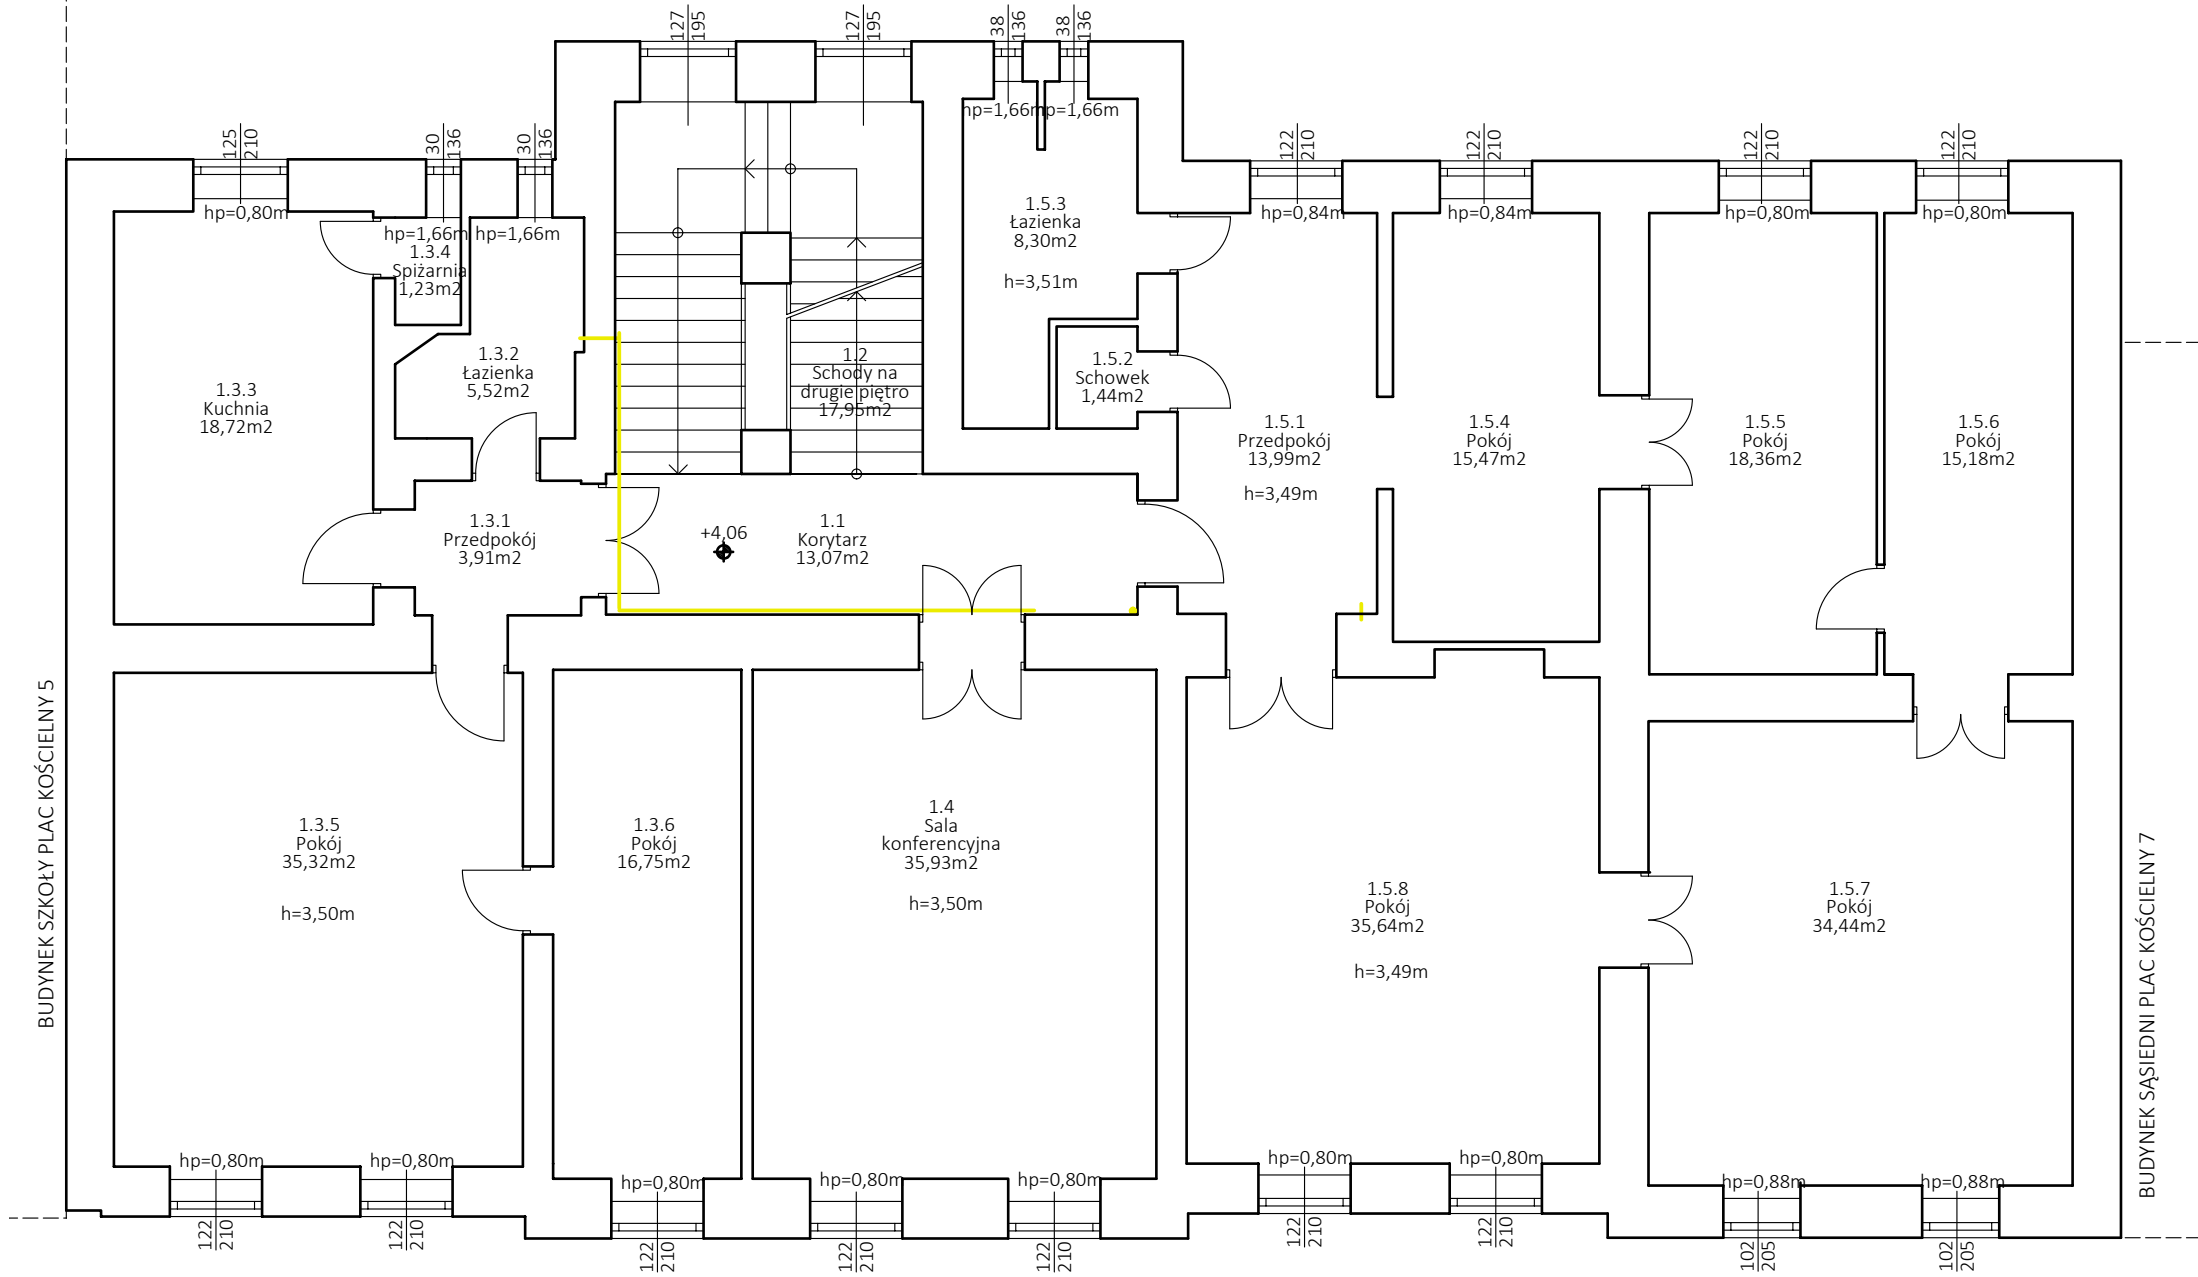 127
195
127
195
38
136
38
136
hp=1,66m
hp=1,66m
125
210
30
136
30
136
122
210
122
210
122
210
122
210
hp=0,80m
hp=1,66m
hp=1,66m
hp=0,84m
hp=0,84m
hp=0,80m
hp=0,80m
1.3.4
Spiżarnia
1,23m2
1.5.3
Łazienka
8,30m2
h=3,51m
1.3.3
Kuchnia
18,72m2
1.3.2
Łazienka
5,52m2
1.2
Schody na
drugie piętro
17,95m2
1.5.2
Schowek
1,44m2
1.5.1
Przedpokój
13,99m2
h=3,49m
1.5.4
Pokój
15,47m2
1.5.5
Pokój
18,36m2
1.5.6
Pokój
15,18m2
1.3.1
Przedpokój
3,91m2
+4,06
1.1
Korytarz
13,07m2
BUDYNEK SZKOŁY PLAC KOŚCIELNY 5
1.3.5
Pokój
35,32m2
h=3,50m
1.3.6
Pokój
16,75m2
1.4
Sala
konferencyjna
35,93m2
h=3,50m
1.5.8
Pokój
35,64m2
h=3,49m
1.5.7
Pokój
34,44m2
BUDYNEK SĄSIEDNI PLAC KOŚCIELNY 7
hp=0,80m
hp=0,80m
hp=0,80m
hp=0,80m
hp=0,80m
hp=0,80m
hp=0,80m
hp=0,88m
hp=0,88m
122
210
122
210
122
210
122
210
122
210
122
210
122
210
102
205
102
205